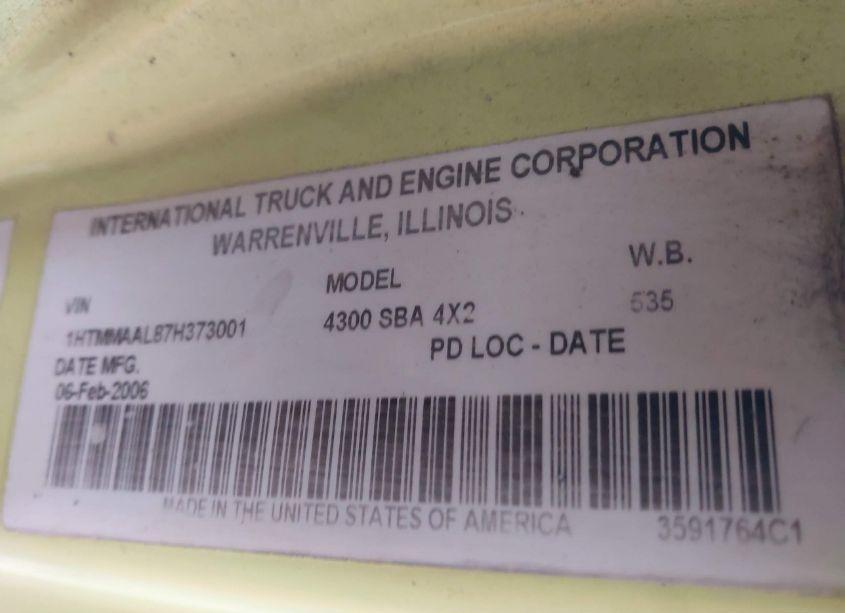 INTERNATIONAL TRUCK AND ENGINE CORPORATION
WARRENVILLE, ILLINOIS
VIN MODEL W.B.
1HTMMAAL87H373001 4300 SBA 4X2 535
DATE MFG. PD LOC - DATE
06-Feb-2006
MADE IN THE UNITED STATES OF AMERICA 3591764C1